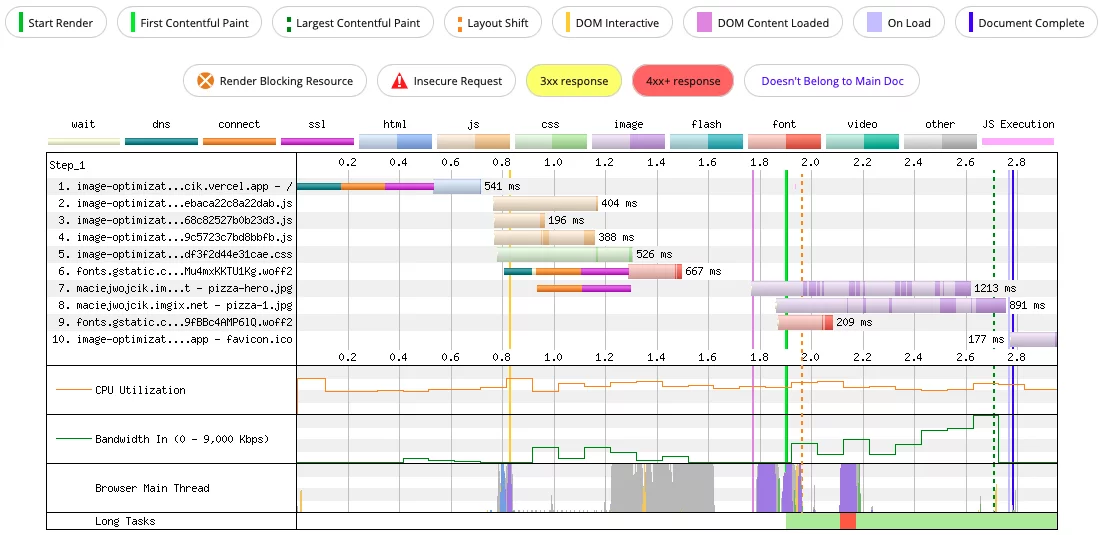 Start Render First Contentful Paint Largest Contentful Paint Layout Shift DOM Interactive DOM Content Loaded On Load Document Complete
Render Blocking Resource Insecure Request 3xx response 4xx+ response Doesn't Belong to Main Doc
wait dns connect ssl html js css image flash font video other JS Execution
Step_1 0.2 0.4 0.6 0.8 1.0 1.2 1.4 1.6 1.8 2.0 2.2 2.4 2.6 2.8
1. image-optimizat...cik.vercel.app - / 541 ms
2. image-optimizat...ebaca22c8a22dab.js 404 ms
3. image-optimizat...68c82527b0b23d3.js 196 ms
4. image-optimizat...9c5723c7bd8bbfb.js 388 ms
5. image-optimizat...df3f2d44e31cae.css 526 ms
6. fonts.gstatic.c...Mu4mxKKTU1Kg.woff2 667 ms
7. maciejwojcik.im...t - pizza-hero.jpg 1213 ms
8. maciejwojcik.imgix.net - pizza-1.jpg 891 ms
9. fonts.gstatic.c...9fBBc4AMP6lQ.woff2 209 ms
10. image-optimizat....app - favicon.ico 177 ms
0.2 0.4 0.6 0.8 1.0 1.2 1.4 1.6 1.8 2.0 2.2 2.4 2.6 2.8
CPU Utilization
Bandwidth In (0 - 9,000 Kbps)
Browser Main Thread
Long Tasks